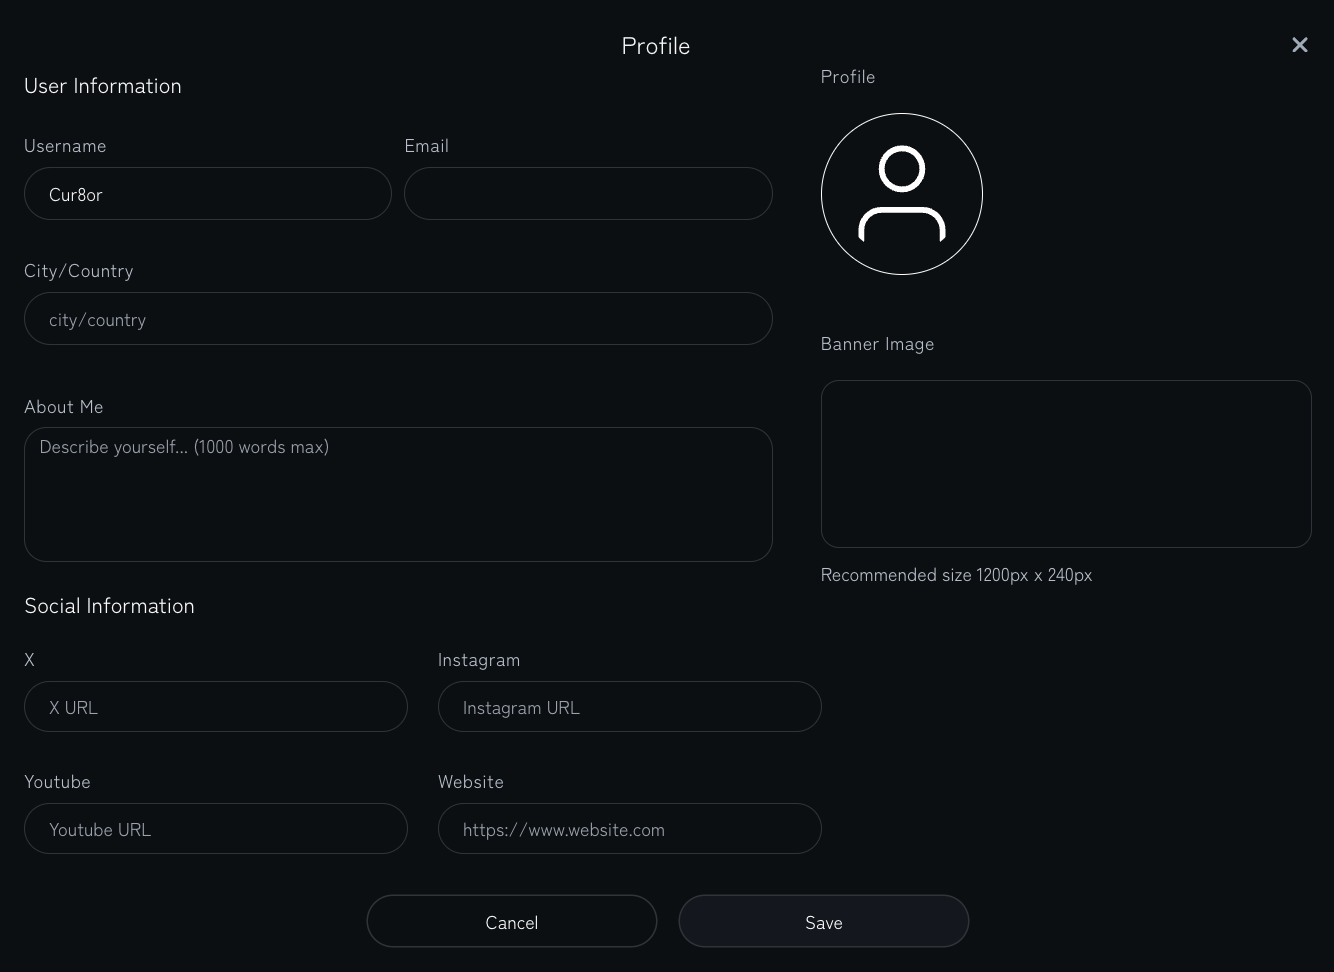 Profile
User Information
Username
Email
Cur8or
City/Country
city/country
About Me
Describe yourself... (1000 words max)
Social Information
X
Instagram
X URL
Instagram URL
Youtube
Website
Youtube URL
https://www.website.com
Profile
Banner Image
Recommended size 1200px x 240px
Cancel
Save